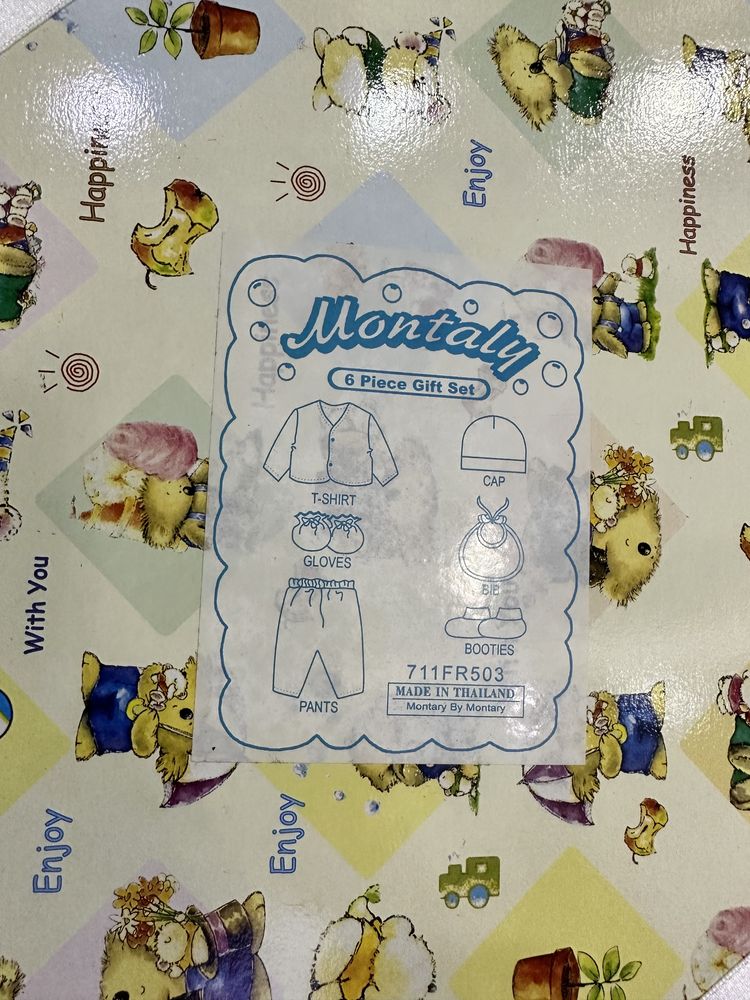 Happiness
Enjoy
Happiness
Montaly
6 Piece Gift Set
T-SHIRT
CAP
GLOVES
BIB
BOOTIES
PANTS
711FR503
MADE IN THAILAND
Montary By Montary
With You
Enjoy
Enjoy